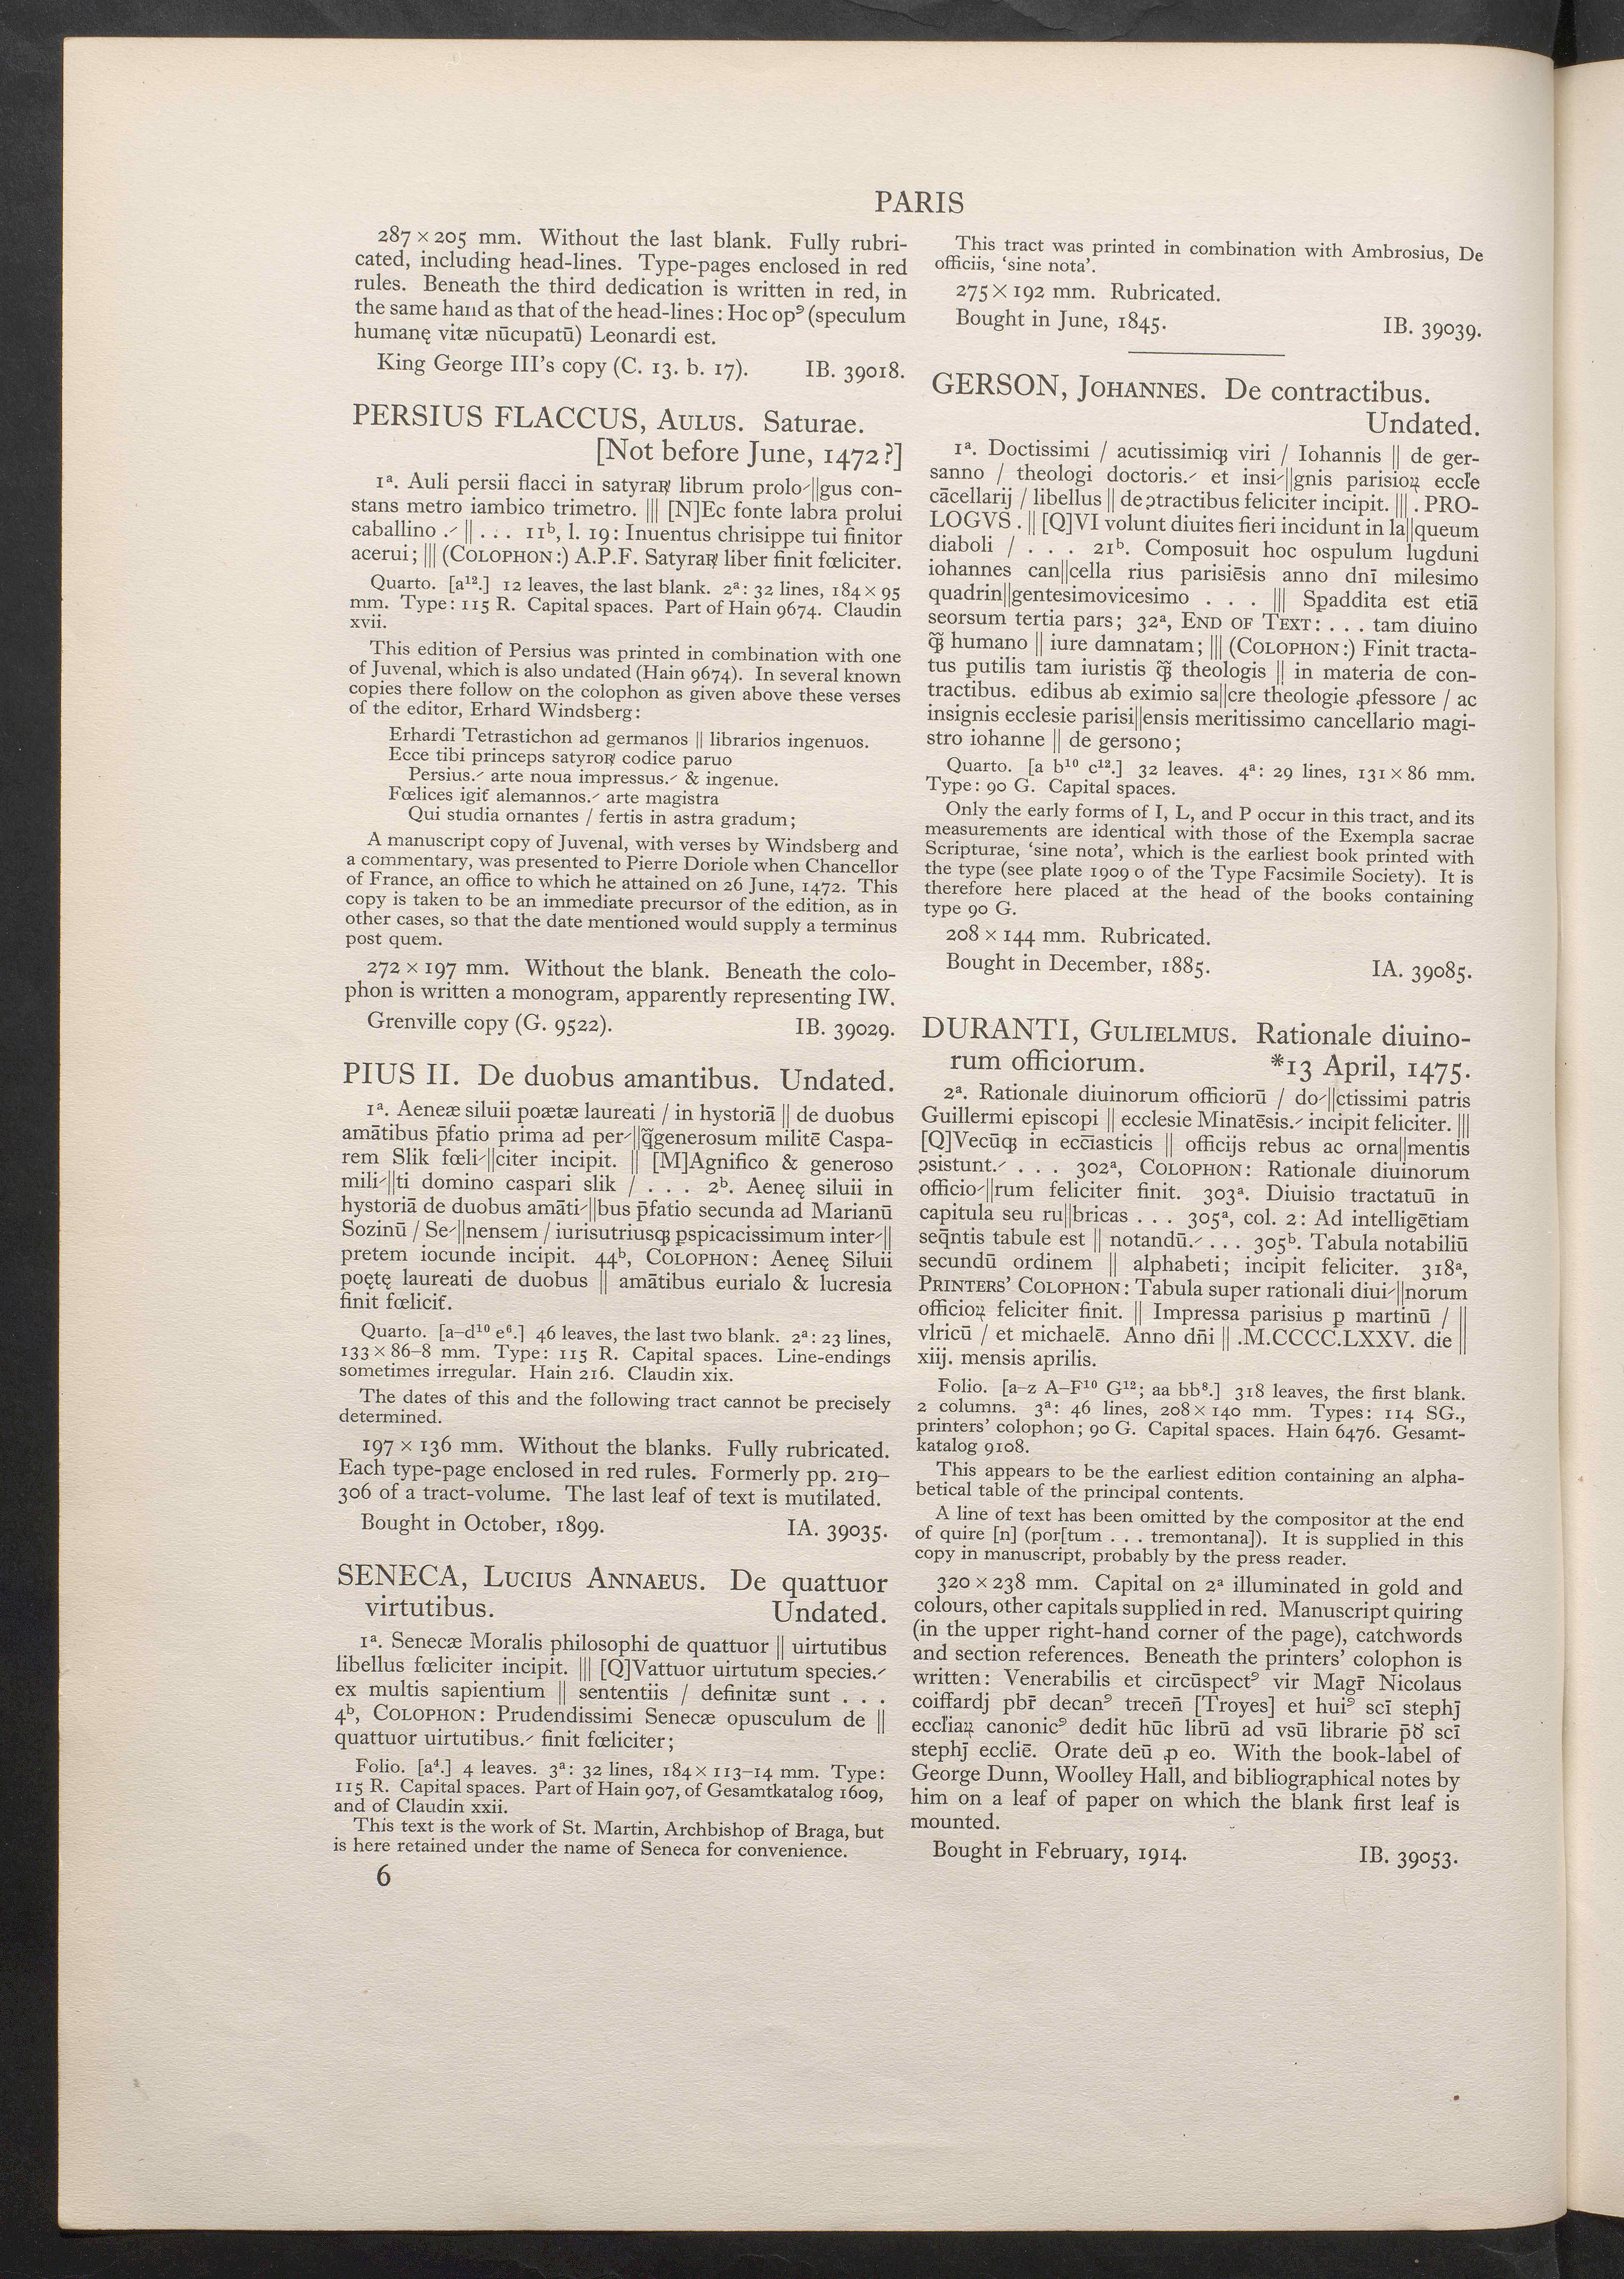 PARIS
287 × 205 mm. Without the last blank. Fully rubri-
cated, including head-lines. Type-pages enclosed in red
rules. Beneath the third dedication is written in red, in
the same hand as that of the head-lines: Hoc opꝰ (speculum
humanę vitæ nūcupatū) Leonardi est.
King George III's copy (C. 13. b. 17). IB. 39018.
PERSIUS FLACCUS, AULUS. Saturae.
[Not before June, 1472?]
1ª. Auli persii flacci in satyraꝝ librum prolo⸝||gus con-
stans metro iambico trimetro. ||| [N]Ec fonte labra prolui
caballino .⸝ || . . . 11ᵇ, l. 19: Inuentus chrisippe tui finitor
acerui; ||| (COLOPHON:) A.P.F. Satyraꝝ liber finit fœliciter.
Quarto. [a¹².] 12 leaves, the last blank. 2ª: 32 lines, 184 × 95
mm. Type: 115 R. Capital spaces. Part of Hain 9674. Claudin
xvii.
This edition of Persius was printed in combination with one
of Juvenal, which is also undated (Hain 9674). In several known
copies there follow on the colophon as given above these verses
of the editor, Erhard Windsberg:
Erhardi Tetrastichon ad germanos || librarios ingenuos.
Ecce tibi princeps satyroꝝ codice paruo
Persius.⸝ arte noua impressus.⸝ & ingenue.
Fœlices igit̄ alemannos.⸝ arte magistra
Qui studia ornantes / fertis in astra gradum;
A manuscript copy of Juvenal, with verses by Windsberg and
a commentary, was presented to Pierre Doriole when Chancellor
of France, an office to which he attained on 26 June, 1472. This
copy is taken to be an immediate precursor of the edition, as in
other cases, so that the date mentioned would supply a terminus
post quem.
272 × 197 mm. Without the blank. Beneath the colo-
phon is written a monogram, apparently representing IW.
Grenville copy (G. 9522). IB. 39029.
PIUS II. De duobus amantibus. Undated.
1ª. Aeneæ siluii poætæ laureati / in hystoriā || de duobus
amātibus p̄fatio prima ad per⸝||q̄generosum militē Caspa-
rem Slik fœli⸝||citer incipit. || [M]Agnifico & generoso
mili⸝||ti domino caspari slik / . . . 2ᵇ. Aeneę siluii in
hystoriā de duobus amāti⸝||bus p̄fatio secunda ad Marianū
Sozinū / Se⸝||nensem / iurisutriusqꝫ ꝑspicacissimum inter⸝||
pretem iocunde incipit. 44ᵇ, COLOPHON: Aeneę Siluii
poętę laureati de duobus || amātibus eurialo & lucresia
finit fœlicit̄.
Quarto. [a–d¹⁰ e⁶.] 46 leaves, the last two blank. 2ª: 23 lines,
133 × 86–8 mm. Type: 115 R. Capital spaces. Line-endings
sometimes irregular. Hain 216. Claudin xix.
The dates of this and the following tract cannot be precisely
determined.
197 × 136 mm. Without the blanks. Fully rubricated.
Each type-page enclosed in red rules. Formerly pp. 219–
306 of a tract-volume. The last leaf of text is mutilated.
Bought in October, 1899. IA. 39035.
SENECA, LUCIUS ANNAEUS. De quattuor
virtutibus. Undated.
1ª. Senecæ Moralis philosophi de quattuor || uirtutibus
libellus fœliciter incipit. ||| [Q]Vattuor uirtutum species.⸝
ex multis sapientium || sententiis / definitæ sunt . . .
4ᵇ, COLOPHON: Prudendissimi Senecæ opusculum de ||
quattuor uirtutibus.⸝ finit fœliciter;
Folio. [a⁴.] 4 leaves. 3ª: 32 lines, 184 × 113–14 mm. Type:
115 R. Capital spaces. Part of Hain 907, of Gesamtkatalog 1609,
and of Claudin xxii.
This text is the work of St. Martin, Archbishop of Braga, but
is here retained under the name of Seneca for convenience.
6
This tract was printed in combination with Ambrosius, De
officiis, 'sine nota'.
275 × 192 mm. Rubricated.
Bought in June, 1845. IB. 39039.
GERSON, JOHANNES. De contractibus.
Undated.
1ª. Doctissimi / acutissimiqꝫ viri / Iohannis || de ger-
sanno / theologi doctoris.⸝ et insi⸝||gnis parisioꝝ eccl̄e
cācellarij / libellus || de ꝯtractibus feliciter incipit. ||| . PRO-
LOGVS . || [Q]VI volunt diuites fieri incidunt in la||queum
diaboli / . . . 21ᵇ. Composuit hoc ospulum lugduni
iohannes can||cella rius parisiēsis anno dnī milesimo
quadrin||gentesimovicesimo . . . ||| Sꝑaddita est etiā
seorsum tertia pars; 32ª, END OF TEXT: . . . tam diuino
q̄ꝫ humano || iure damnatam; ||| (COLOPHON:) Finit tracta-
tus ꝑutilis tam iuristis q̄ꝫ theologis || in materia de con-
tractibus. edibus ab eximio sa||cre theologie ꝓfessore / ac
insignis ecclesie parisi||ensis meritissimo cancellario magi-
stro iohanne || de gersono;
Quarto. [a b¹⁰ c¹².] 32 leaves. 4ª: 29 lines, 131 × 86 mm.
Type: 90 G. Capital spaces.
Only the early forms of I, L, and P occur in this tract, and its
measurements are identical with those of the Exempla sacrae
Scripturae, 'sine nota', which is the earliest book printed with
the type (see plate 1909 o of the Type Facsimile Society). It is
therefore here placed at the head of the books containing
type 90 G.
208 × 144 mm. Rubricated.
Bought in December, 1885. IA. 39085.
DURANTI, GULIELMUS. Rationale diuino-
rum officiorum. *13 April, 1475.
2ª. Rationale diuinorum officiorū / do⸝||ctissimi patris
Guillermi episcopi || ecclesie Minatēsis.⸝ incipit feliciter. |||
[Q]Vecūqꝫ in ecc̄iasticis || officijs rebus ac orna||mentis
ꝯsistunt.⸝ . . . 302ª, COLOPHON: Rationale diuinorum
officio⸝||rum feliciter finit. 303ª. Diuisio tractatuū in
capitula seu ru||bricas . . . 305ª, col. 2: Ad intelligētiam
seq̄ntis tabule est || notandū.⸝ . . . 305ᵇ. Tabula notabiliū
secundū ordinem || alphabeti; incipit feliciter. 318ª,
PRINTERS' COLOPHON: Tabula super rationali diui⸝||norum
officioꝝ feliciter finit. || Impressa parisius ꝑ martinū / ||
vlricū / et michaelē. Anno dn̄i || .M.CCCC.LXXV. die ||
xiij. mensis aprilis.
Folio. [a–z A–F¹⁰ G¹²; aa bb⁸.] 318 leaves, the first blank.
2 columns. 3ª: 46 lines, 208 × 140 mm. Types: 114 SG.,
printers' colophon; 90 G. Capital spaces. Hain 6476. Gesamt-
katalog 9108.
This appears to be the earliest edition containing an alpha-
betical table of the principal contents.
A line of text has been omitted by the compositor at the end
of quire [n] (por[tum . . . tremontana]). It is supplied in this
copy in manuscript, probably by the press reader.
320 × 238 mm. Capital on 2ª illuminated in gold and
colours, other capitals supplied in red. Manuscript quiring
(in the upper right-hand corner of the page), catchwords
and section references. Beneath the printers' colophon is
written: Venerabilis et circūspectꝰ vir Magr̄ Nicolaus
coiffardj pbr̄ decanꝰ trecen̄ [Troyes] et huiꝰ scī stephj̄
eccl̄iaꝝ canonicꝰ dedit hūc librū ad vsū librarie scī
stephj̄ eccliē. Orate deū ꝓ eo. With the book-label of
George Dunn, Woolley Hall, and bibliographical notes by
him on a leaf of paper on which the blank first leaf is
mounted.
Bought in February, 1914. IB. 39053.